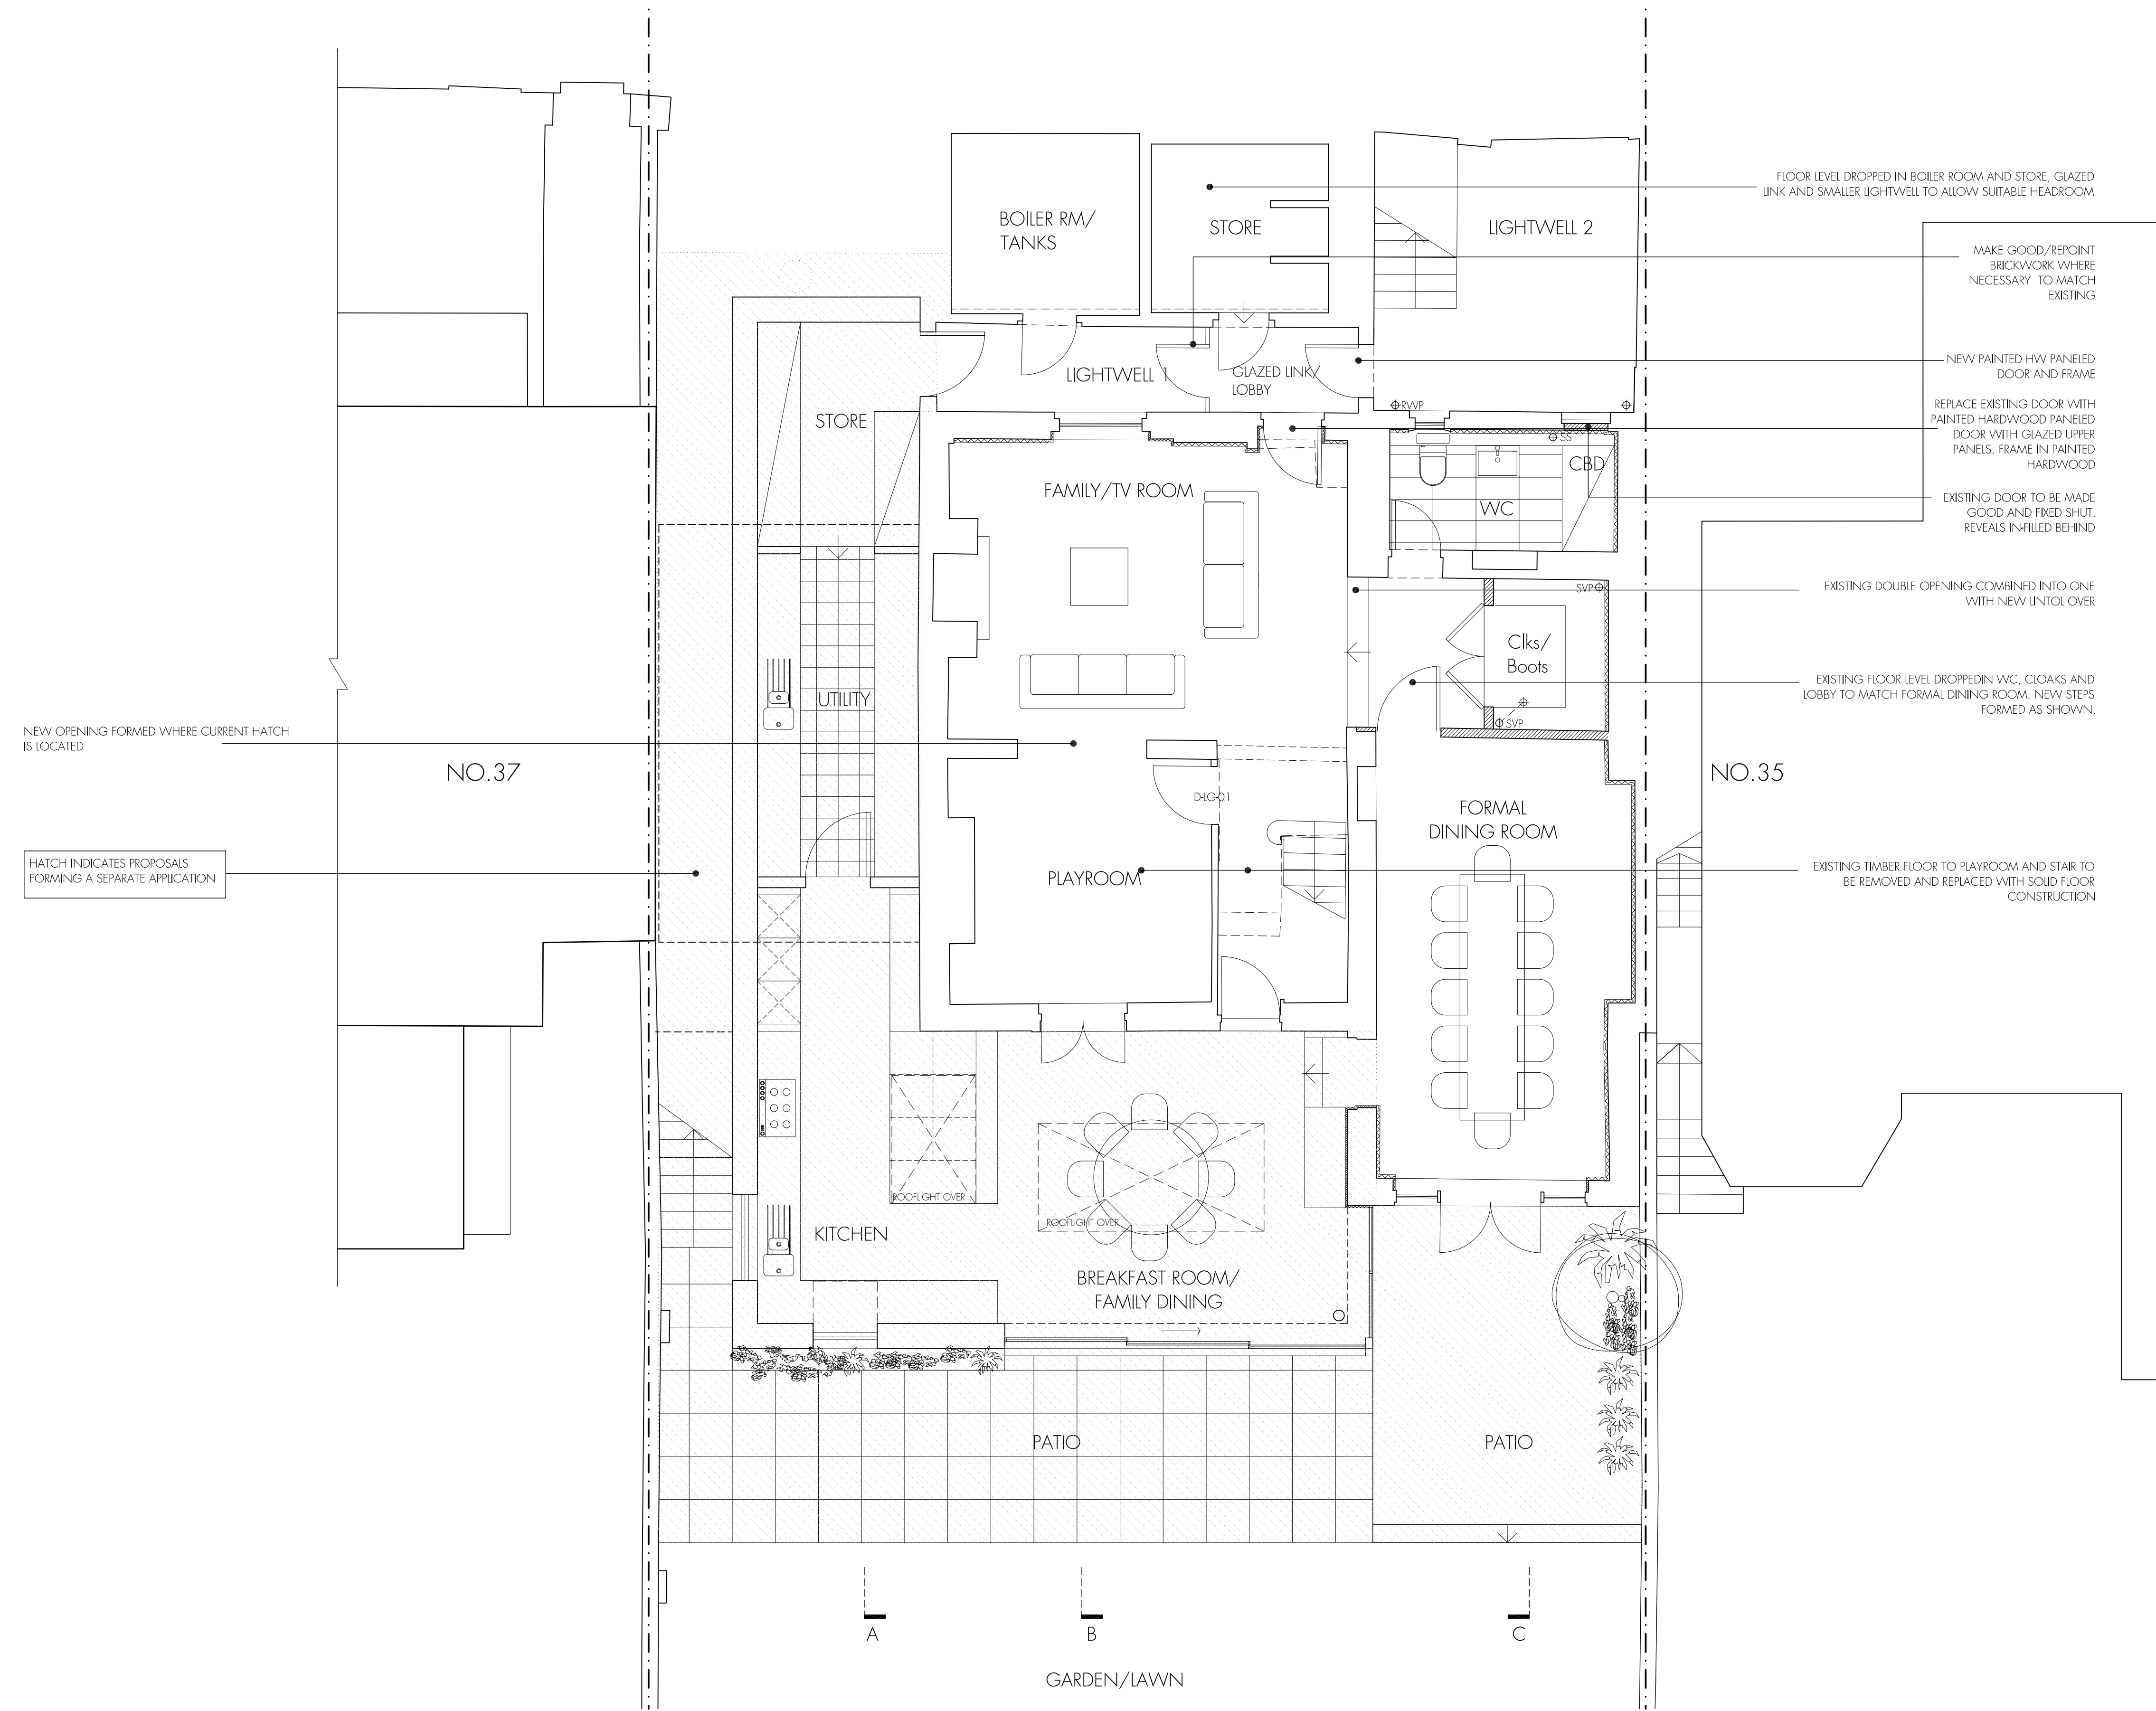 FLOOR LEVEL DROPPED IN BOILER ROOM AND STORE, GLAZED
LINK AND SMALLER LIGHTWELL TO ALLOW SUITABLE HEADROOM
BOILER RM/
TANKS
STORE
LIGHTWELL 2
MAKE GOOD/REPOINT
BRICKWORK WHERE
NECESSARY TO MATCH
EXISTING
NEW PAINTED HW PANELED
DOOR AND FRAME
LIGHTWELL 1
GLAZED LINK/
LOBBY
STORE
RWP
REPLACE EXISTING DOOR WITH
PAINTED HARDWOOD PANELED
DOOR WITH GLAZED UPPER
PANELS. FRAME IN PAINTED
HARDWOOD
SS
CBD
FAMILY/TV ROOM
WC
EXISTING DOOR TO BE MADE
GOOD AND FIXED SHUT.
REVEALS IN-FILLED BEHIND
SVP
EXISTING DOUBLE OPENING COMBINED INTO ONE
WITH NEW LINTOL OVER
Clks/
Boots
UTILITY
SVP
EXISTING FLOOR LEVEL DROPPEDIN WC, CLOAKS AND
LOBBY TO MATCH FORMAL DINING ROOM. NEW STEPS
FORMED AS SHOWN.
NEW OPENING FORMED WHERE CURRENT HATCH
IS LOCATED
NO.37
NO.35
D-LG-01
FORMAL
DINING ROOM
HATCH INDICATES PROPOSALS
FORMING A SEPARATE APPLICATION
PLAYROOM
EXISTING TIMBER FLOOR TO PLAYROOM AND STAIR TO
BE REMOVED AND REPLACED WITH SOLID FLOOR
CONSTRUCTION
ROOFLIGHT OVER
ROOFLIGHT OVER
KITCHEN
BREAKFAST ROOM/
FAMILY DINING
PATIO
PATIO
A
B
C
GARDEN/LAWN